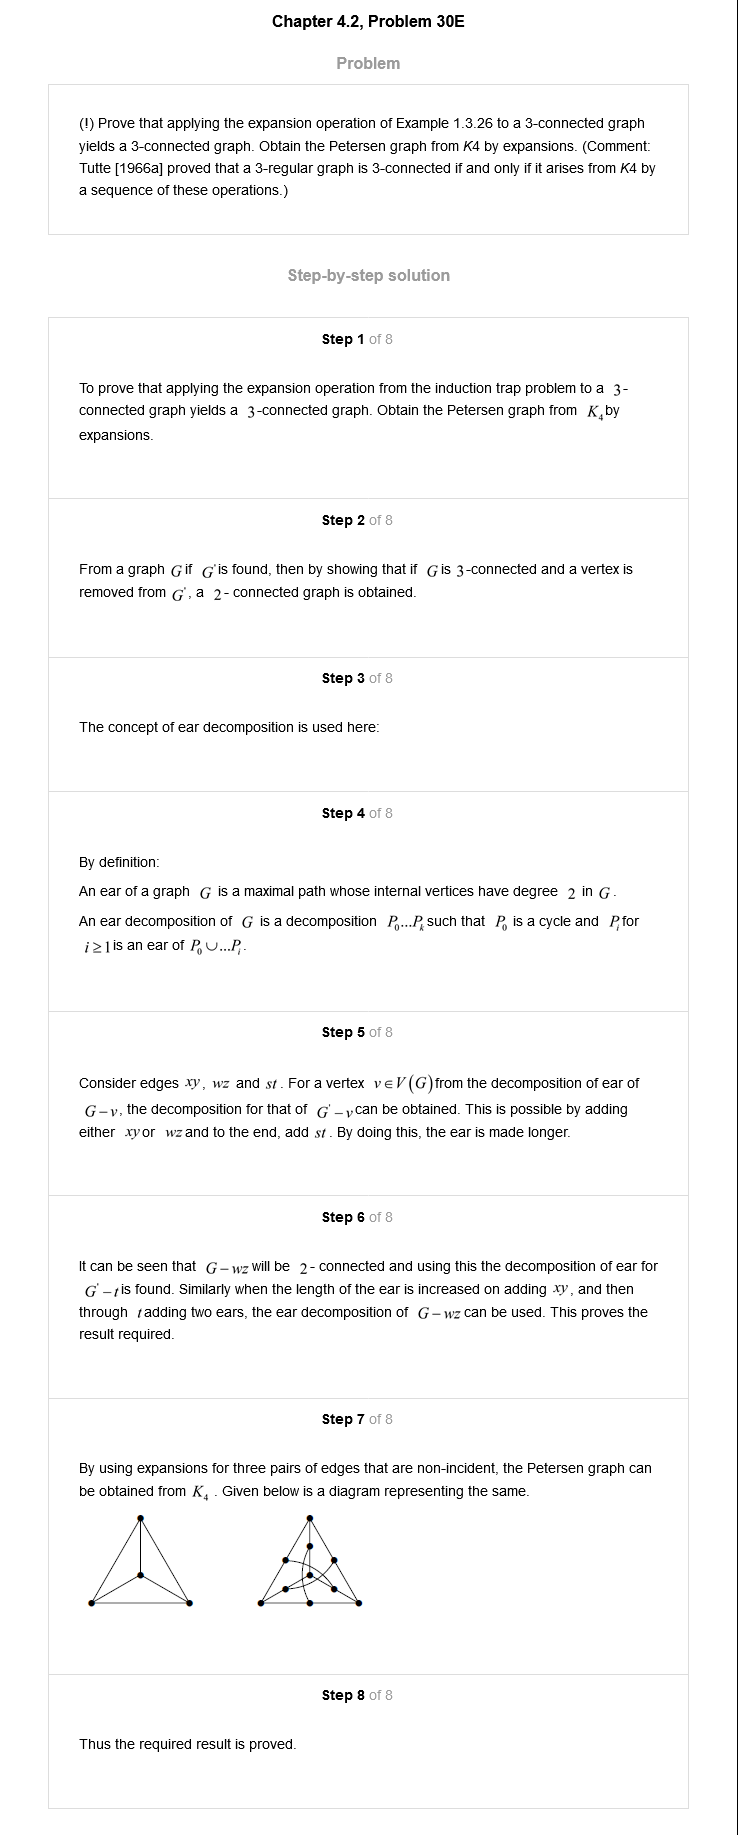 Chapter 4.2, Problem 30E
Problem
(!) Prove that applying the expansion operation of Example 1.3.26 to a 3-connected graph
yields a 3-connected graph. Obtain the Petersen graph from K4 by expansions. (Comment:
Tutte [1966a] proved that a 3-regular graph is 3-connected if and only if it arises from K4 by
a sequence of these operations.)
Step-by-step solution
Step 1 of 8
To prove that applying the expansion operation from the induction trap problem to a 3-
connected graph yields a 3-connected graph. Obtain the Petersen graph from K₄ by
expansions.
Step 2 of 8
From a graph G if G' is found, then by showing that if G is 3-connected and a vertex is
removed from G', a 2- connected graph is obtained.
Step 3 of 8
The concept of ear decomposition is used here:
Step 4 of 8
By definition:
An ear of a graph G is a maximal path whose internal vertices have degree 2 in G.
An ear decomposition of G is a decomposition P₀...Pₖ such that P₀ is a cycle and Pᵢ for
i ≥ 1 is an ear of P₀ ∪...Pᵢ.
Step 5 of 8
Consider edges xy, wz and st. For a vertex v ∈ V(G) from the decomposition of ear of
G−v, the decomposition for that of G'−v can be obtained. This is possible by adding
either xy or wz and to the end, add st. By doing this, the ear is made longer.
Step 6 of 8
It can be seen that G−wz will be 2- connected and using this the decomposition of ear for
G'−t is found. Similarly when the length of the ear is increased on adding xy, and then
through t adding two ears, the ear decomposition of G−wz can be used. This proves the
result required.
Step 7 of 8
By using expansions for three pairs of edges that are non-incident, the Petersen graph can
be obtained from K₄ . Given below is a diagram representing the same.
Step 8 of 8
Thus the required result is proved.